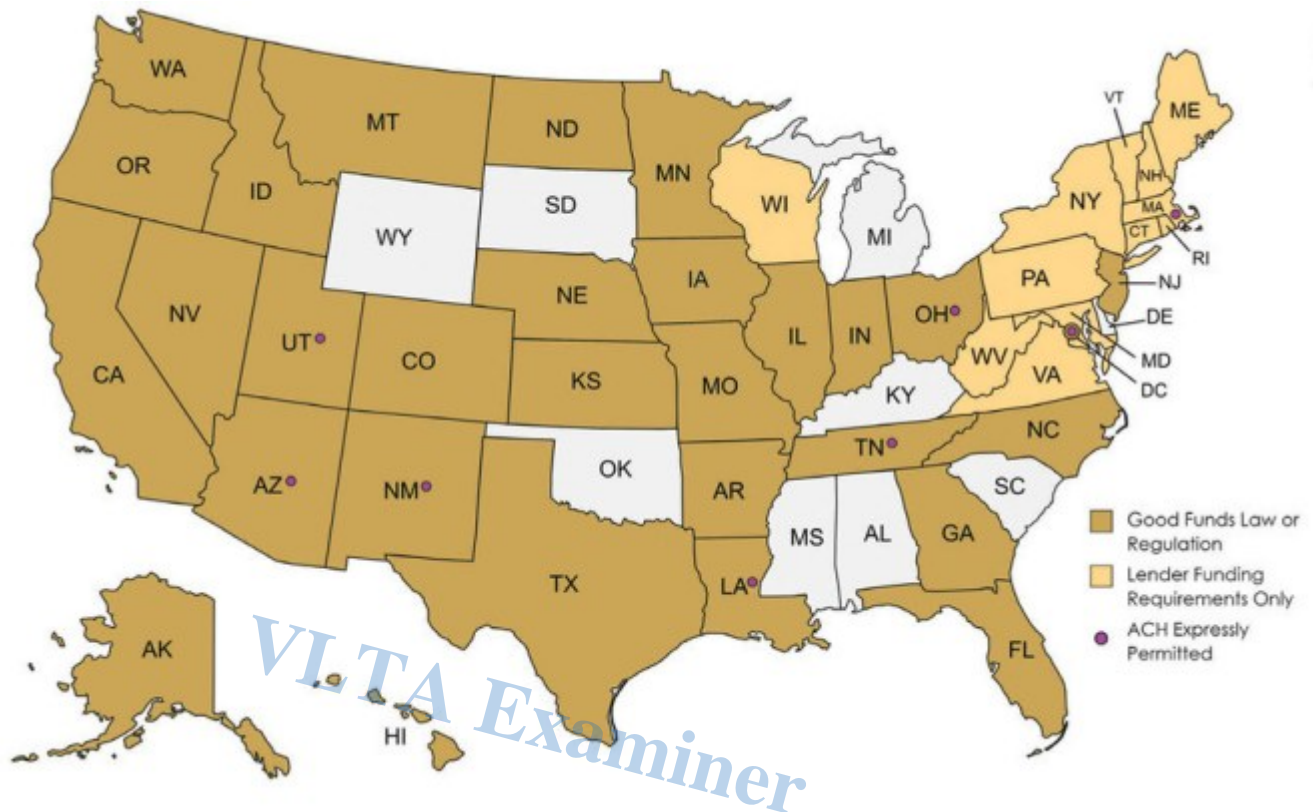 WA
MT
ND
MN
OR
ID
SD
WI
MI
NY
VT
ME
NH
MA
CT
RI
WY
IA
NE
PA
NJ
NV
UT
CO
IL
IN
OH
DE
MD
DC
CA
KS
MO
WV
VA
KY
AZ
NM
OK
AR
TN
NC
SC
MS
AL
GA
TX
LA
FL
AK
HI
Good Funds Law or
Regulation
Lender Funding
Requirements Only
ACH Expressly
Permitted
VLTA Examiner